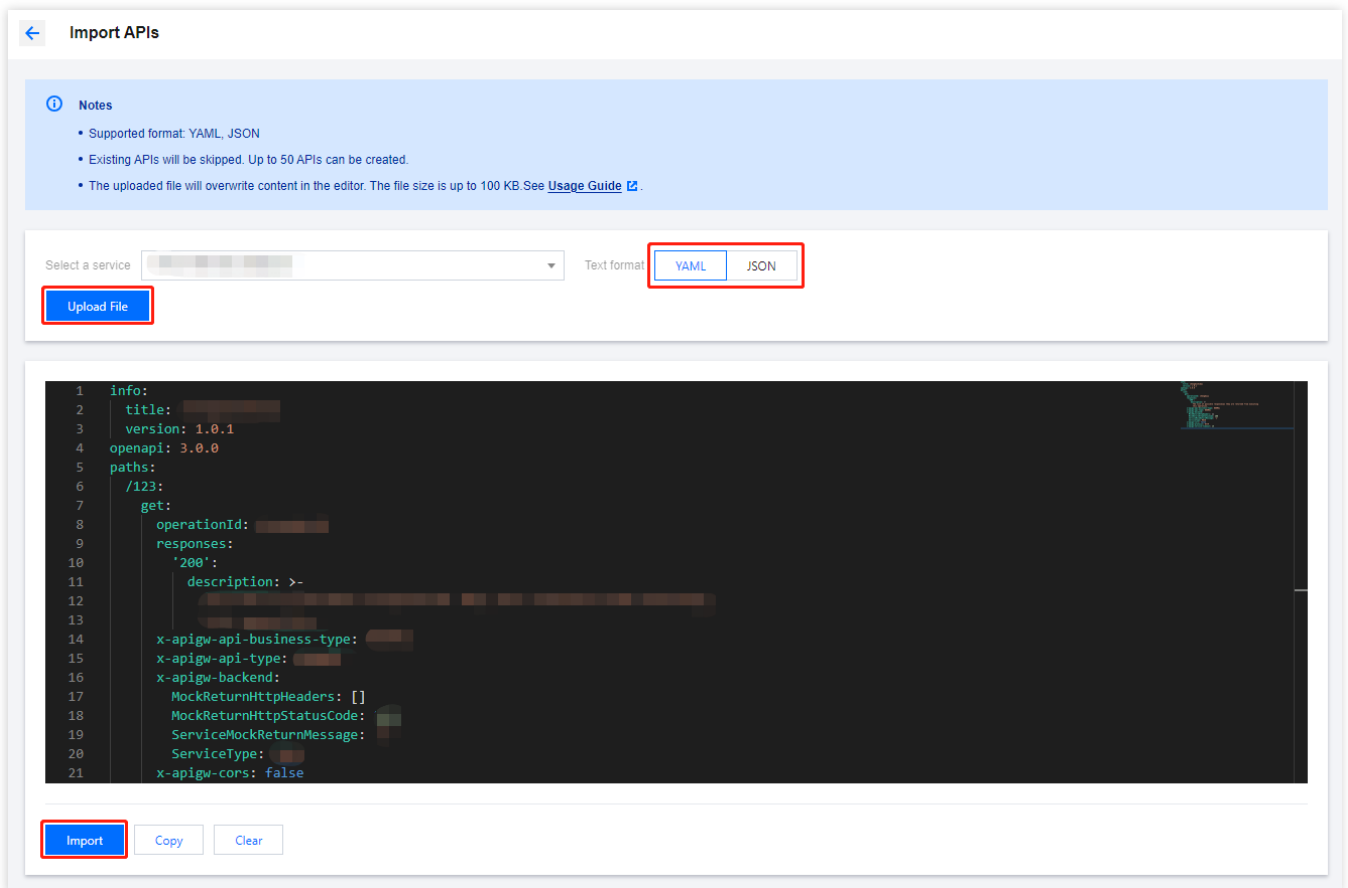 Import APIs
Notes
• Supported format: YAML, JSON
• Existing APIs will be skipped. Up to 50 APIs can be created.
• The uploaded file will overwrite content in the editor. The file size is up to 100 KB.See Usage Guide .
Select a service Text format YAML JSON
Upload File
1 info:
2 title:
3 version: 1.0.1
4 openapi: 3.0.0
5 paths:
6 /123:
7 get:
8 operationId:
9 responses:
10 '200':
11 description: >-
12
13
14 x-apigw-api-business-type:
15 x-apigw-api-type:
16 x-apigw-backend:
17 MockReturnHttpHeaders: []
18 MockReturnHttpStatusCode:
19 ServiceMockReturnMessage:
20 ServiceType:
21 x-apigw-cors: false
Import Copy Clear